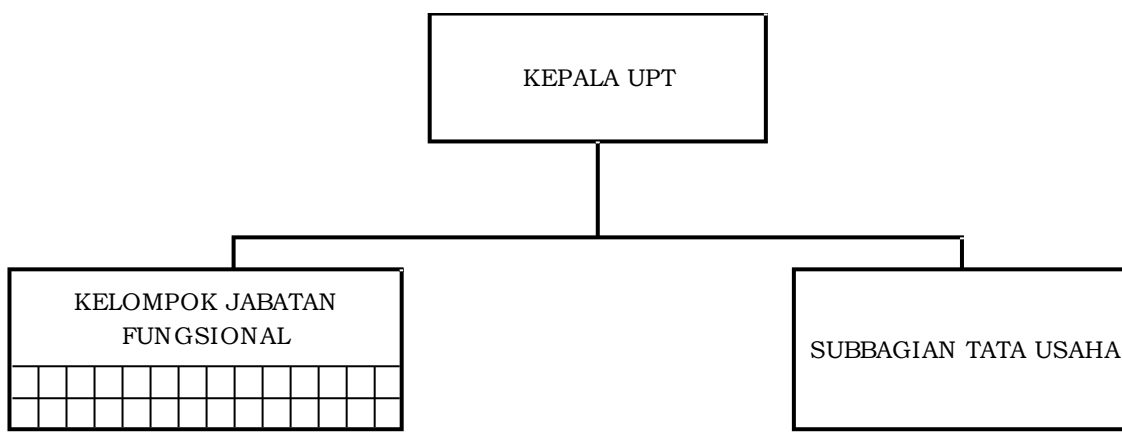 KEPALA UPT
KELOMPOK JABATAN
FUNGSIONAL
SUBBAGIAN TATA USAHA